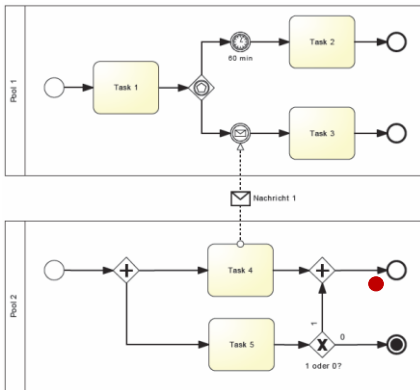 Pool 1
Task 1
60 min
Task 2
Task 3
Nachricht 1
Pool 2
Task 4
Task 5
1
0
1 oder 0?